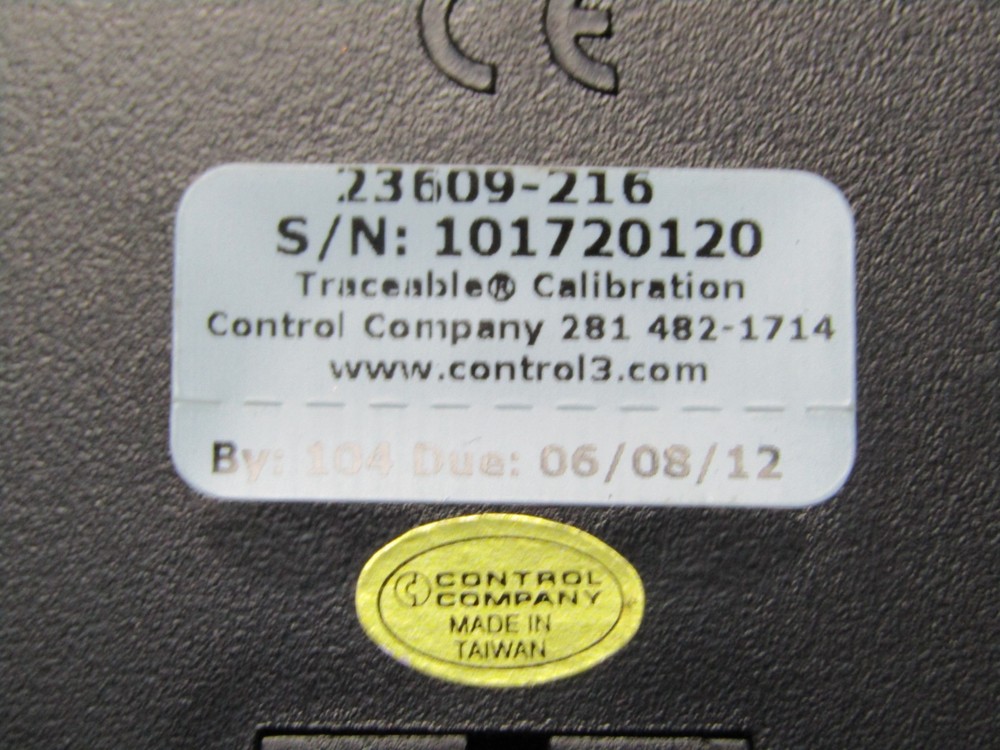 CE
23609-216
S/N: 101720120
Traceable® Calibration
Control Company 281 482-1714
www.control3.com
By: 104 Due: 06/08/12
CONTROL
COMPANY
MADE IN
TAIWAN